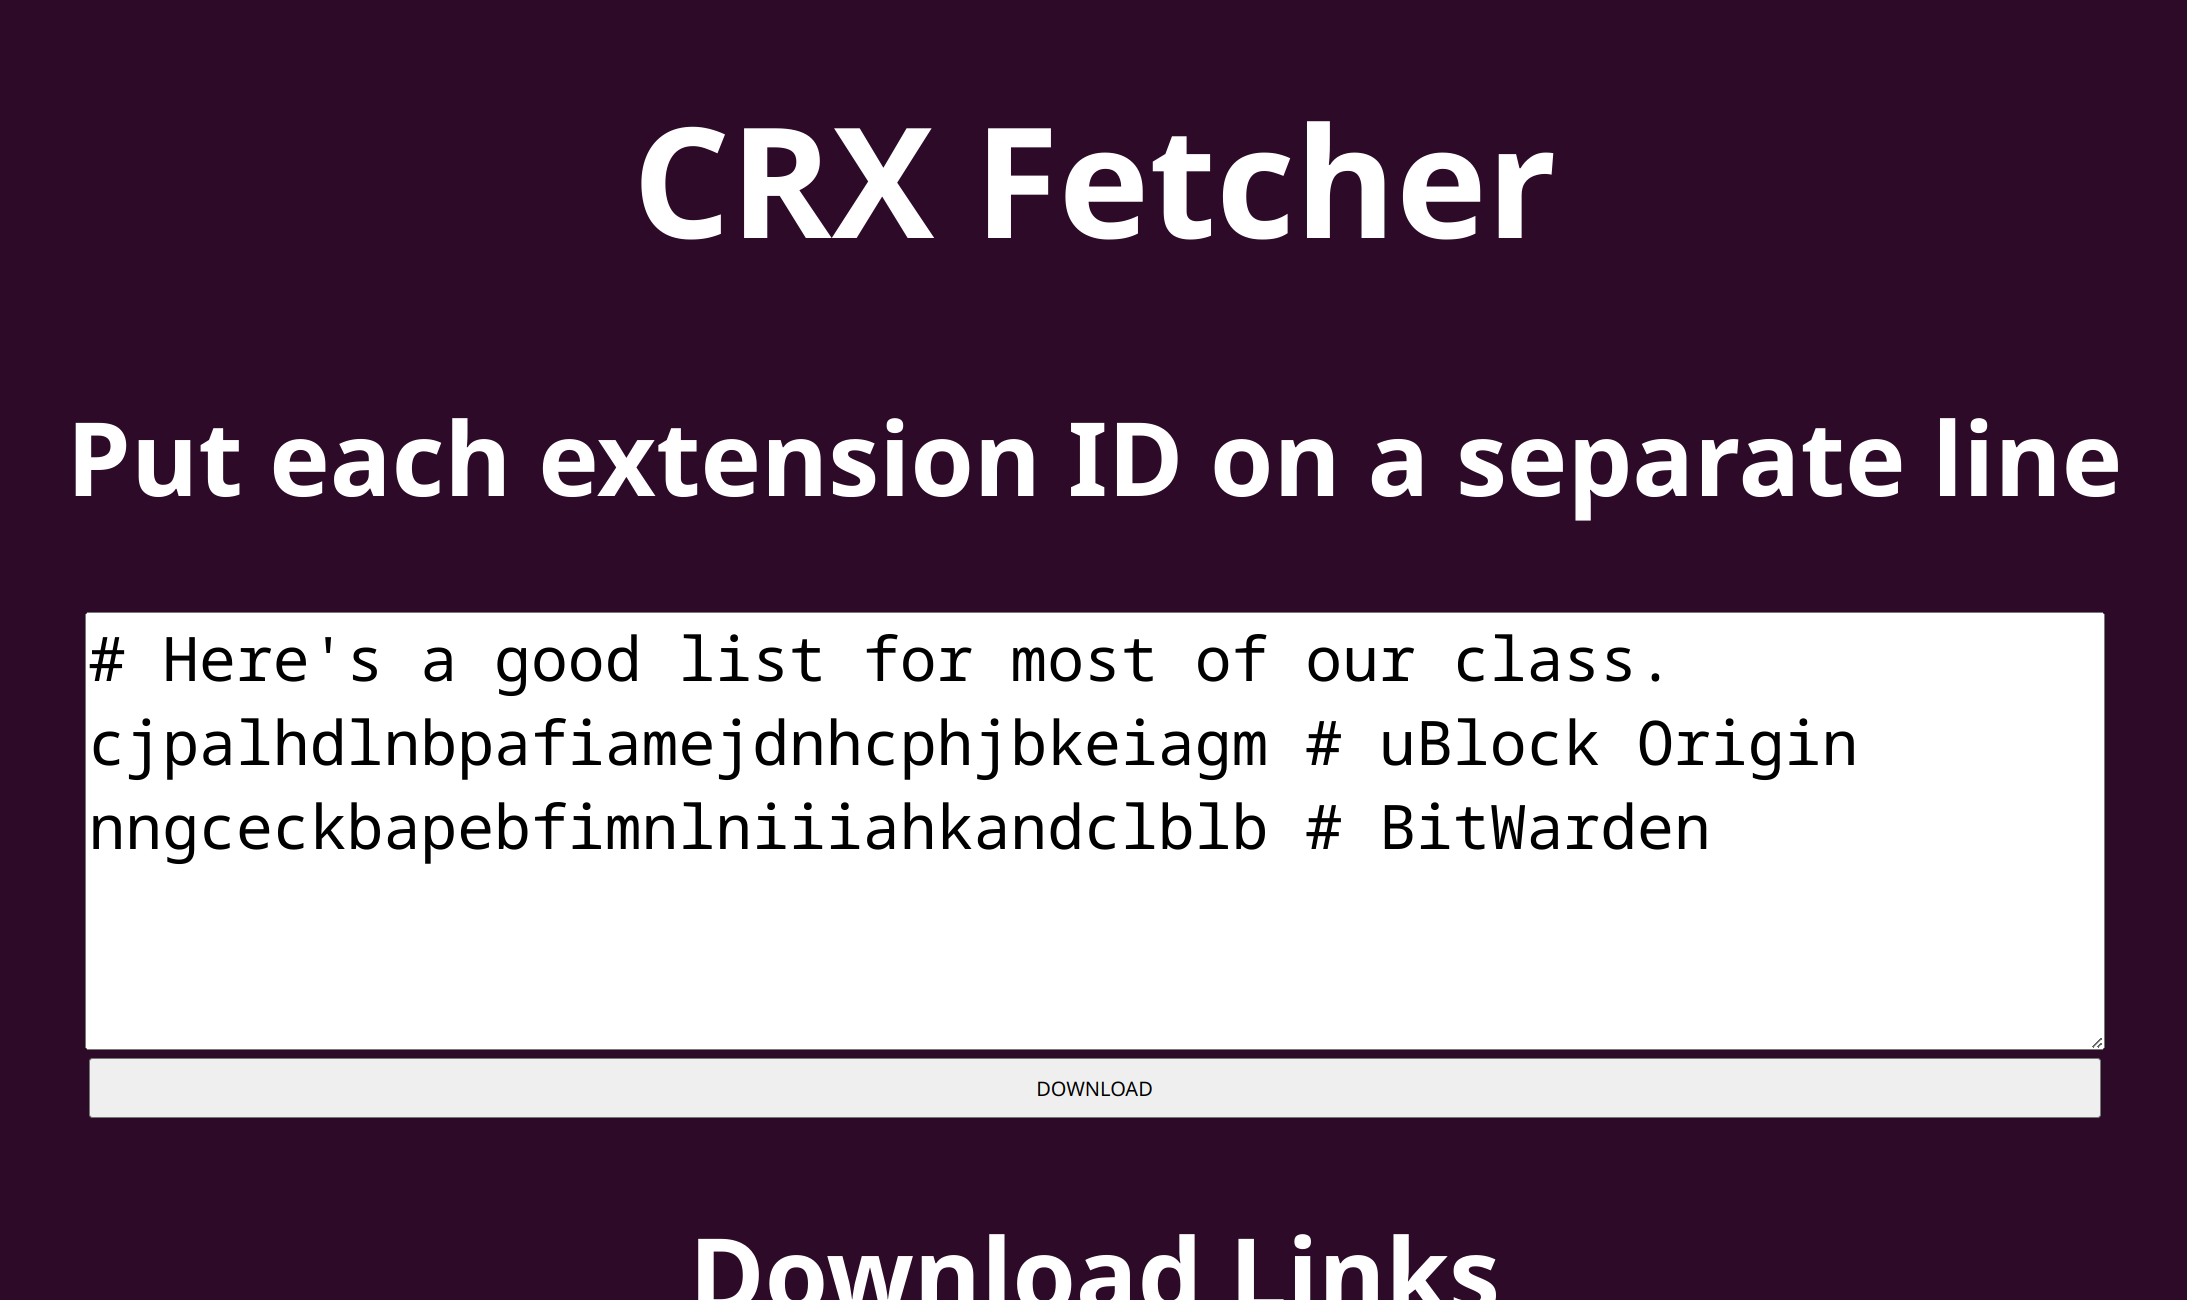 CRX Fetcher
Put each extension ID on a separate line
# Here's a good list for most of our class.
cjpalhdlnbpafiamejdnhcphjbkeiagm # uBlock Origin
nngceckbapebfimnlniiiahkandclblb # BitWarden
DOWNLOAD
Download Links